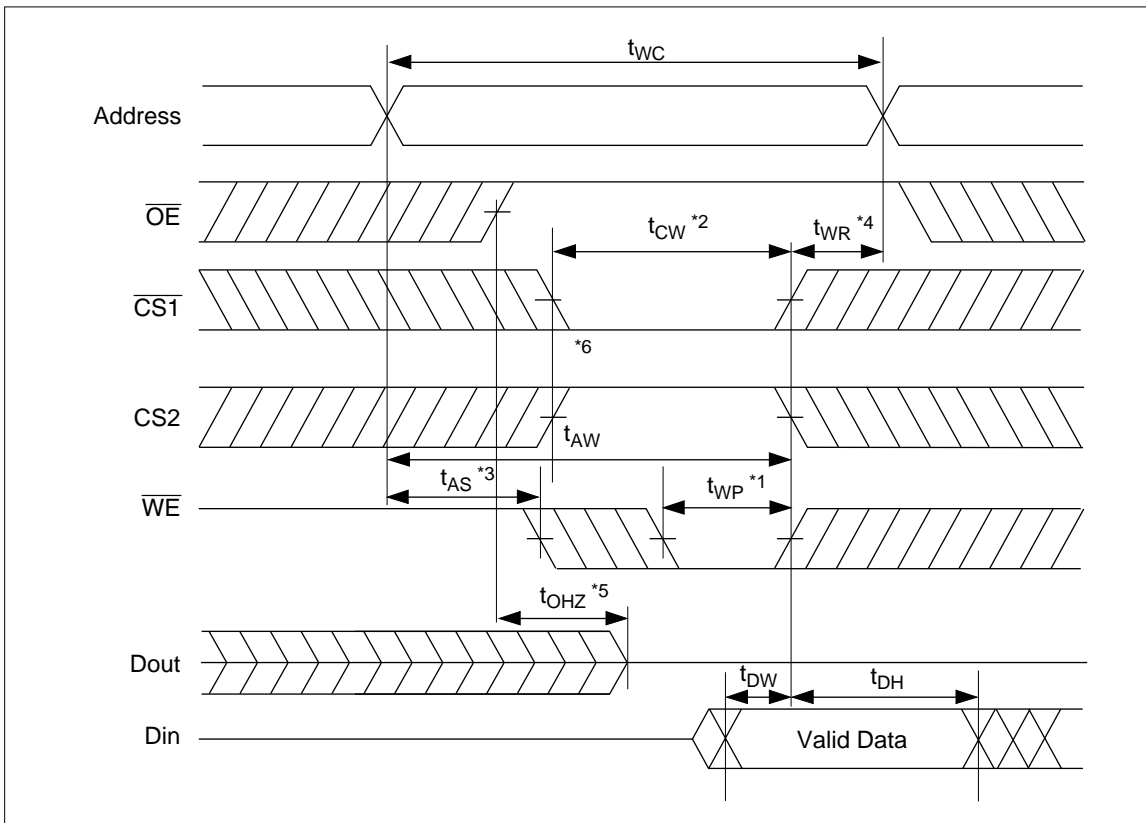 tWC
Address
OE
tCW *2
tWR *4
CS1
*6
CS2
tAW
tAS *3
tWP *1
WE
tOHZ *5
Dout
tDW
tDH
Din
Valid Data